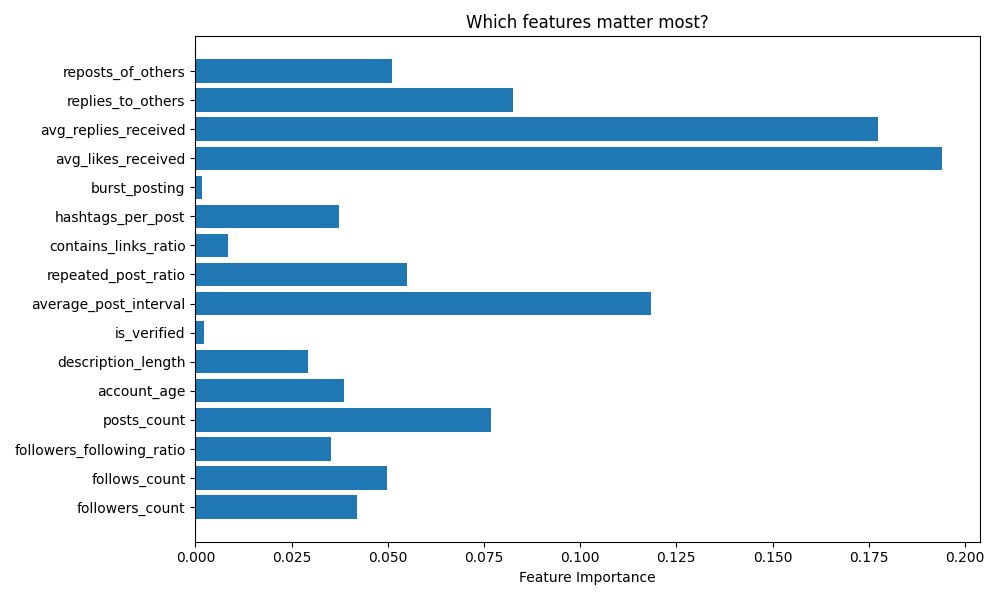 Which features matter most?
reposts_of_others
replies_to_others
avg_replies_received
avg_likes_received
burst_posting
hashtags_per_post
contains_links_ratio
repeated_post_ratio
average_post_interval
is_verified
description_length
account_age
posts_count
followers_following_ratio
follows_count
followers_count
0.000 0.025 0.050 0.075 0.100 0.125 0.150 0.175 0.200
Feature Importance